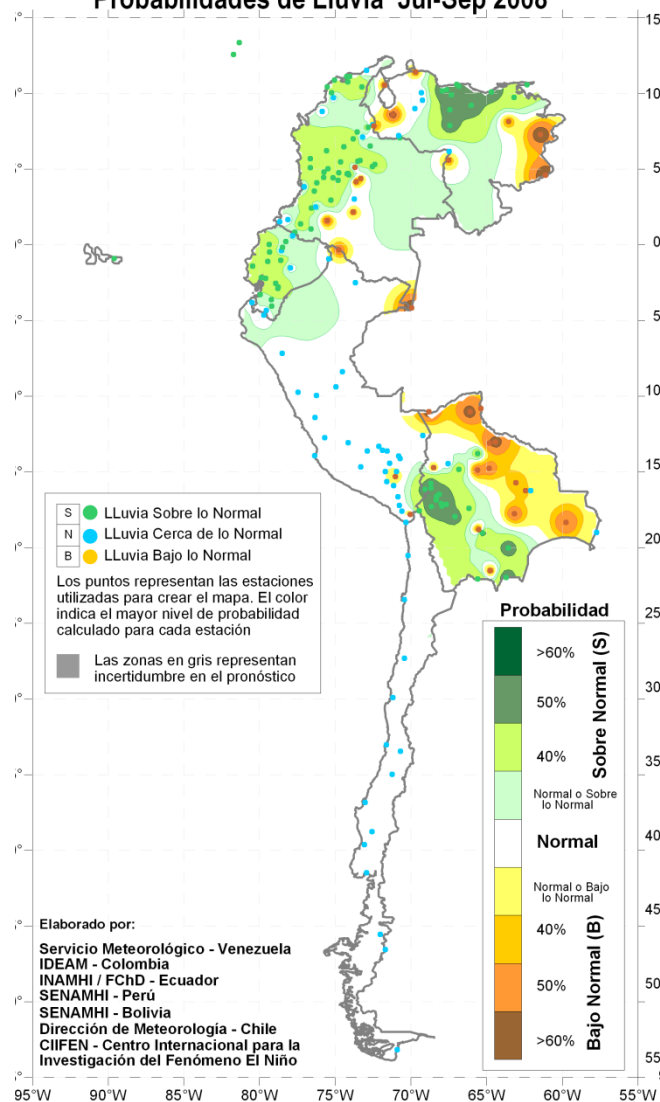 Probabilidades de Lluvia Jul-Sep 2008
15
10
5
0
5
10
15
20
25
30
35
40
45
50
55
S LLuvia Sobre lo Normal
N LLuvia Cerca de lo Normal
B LLuvia Bajo lo Normal
Los puntos representan las estaciones
utilizadas para crear el mapa. El color
indica el mayor nivel de probabilidad
calculado para cada estación
Las zonas en gris representan
incertidumbre en el pronóstico
Probabilidad
>60%
50%
40%
Sobre Normal (S)
Normal o Sobre
lo Normal
Normal
Normal o Bajo
lo Normal
40%
50%
>60%
Bajo Normal (B)
Elaborado por:
Servicio Meteorológico - Venezuela
IDEAM - Colombia
INAMHI / FChD - Ecuador
SENAMHI - Perú
SENAMHI - Bolivia
Dirección de Meteorología - Chile
CIIFEN - Centro Internacional para la
Investigación del Fenómeno El Niño
95°W 90°W 85°W 80°W 75°W 70°W 65°W 60°W 55°W